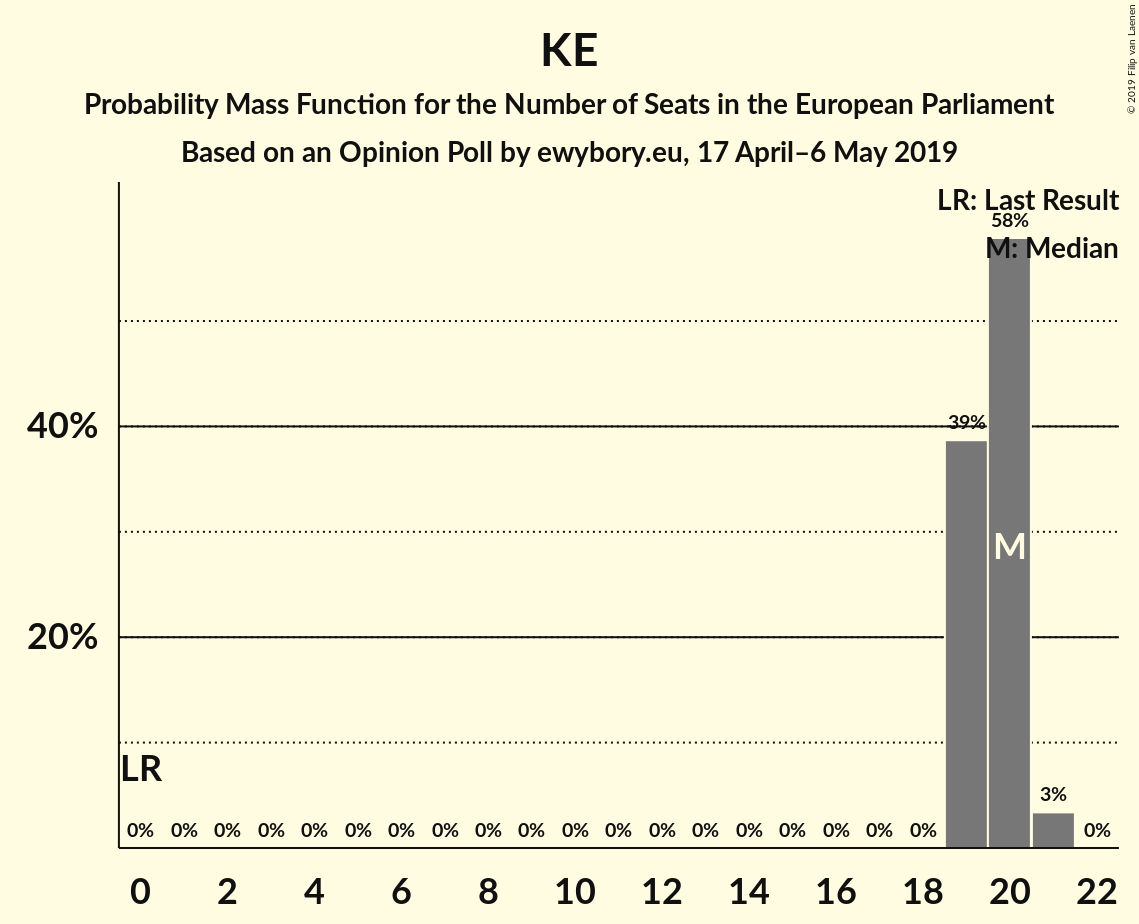 KE
Probability Mass Function for the Number of Seats in the European Parliament
Based on an Opinion Poll by ewybory.eu, 17 April–6 May 2019
© 2019 Filip van Laenen
LR: Last Result
58%
M: Median
40%
39%
M
20%
LR
3%
0% 0% 0% 0% 0% 0% 0% 0% 0% 0% 0% 0% 0% 0% 0% 0% 0% 0% 0% 0%
0 2 4 6 8 10 12 14 16 18 20 22